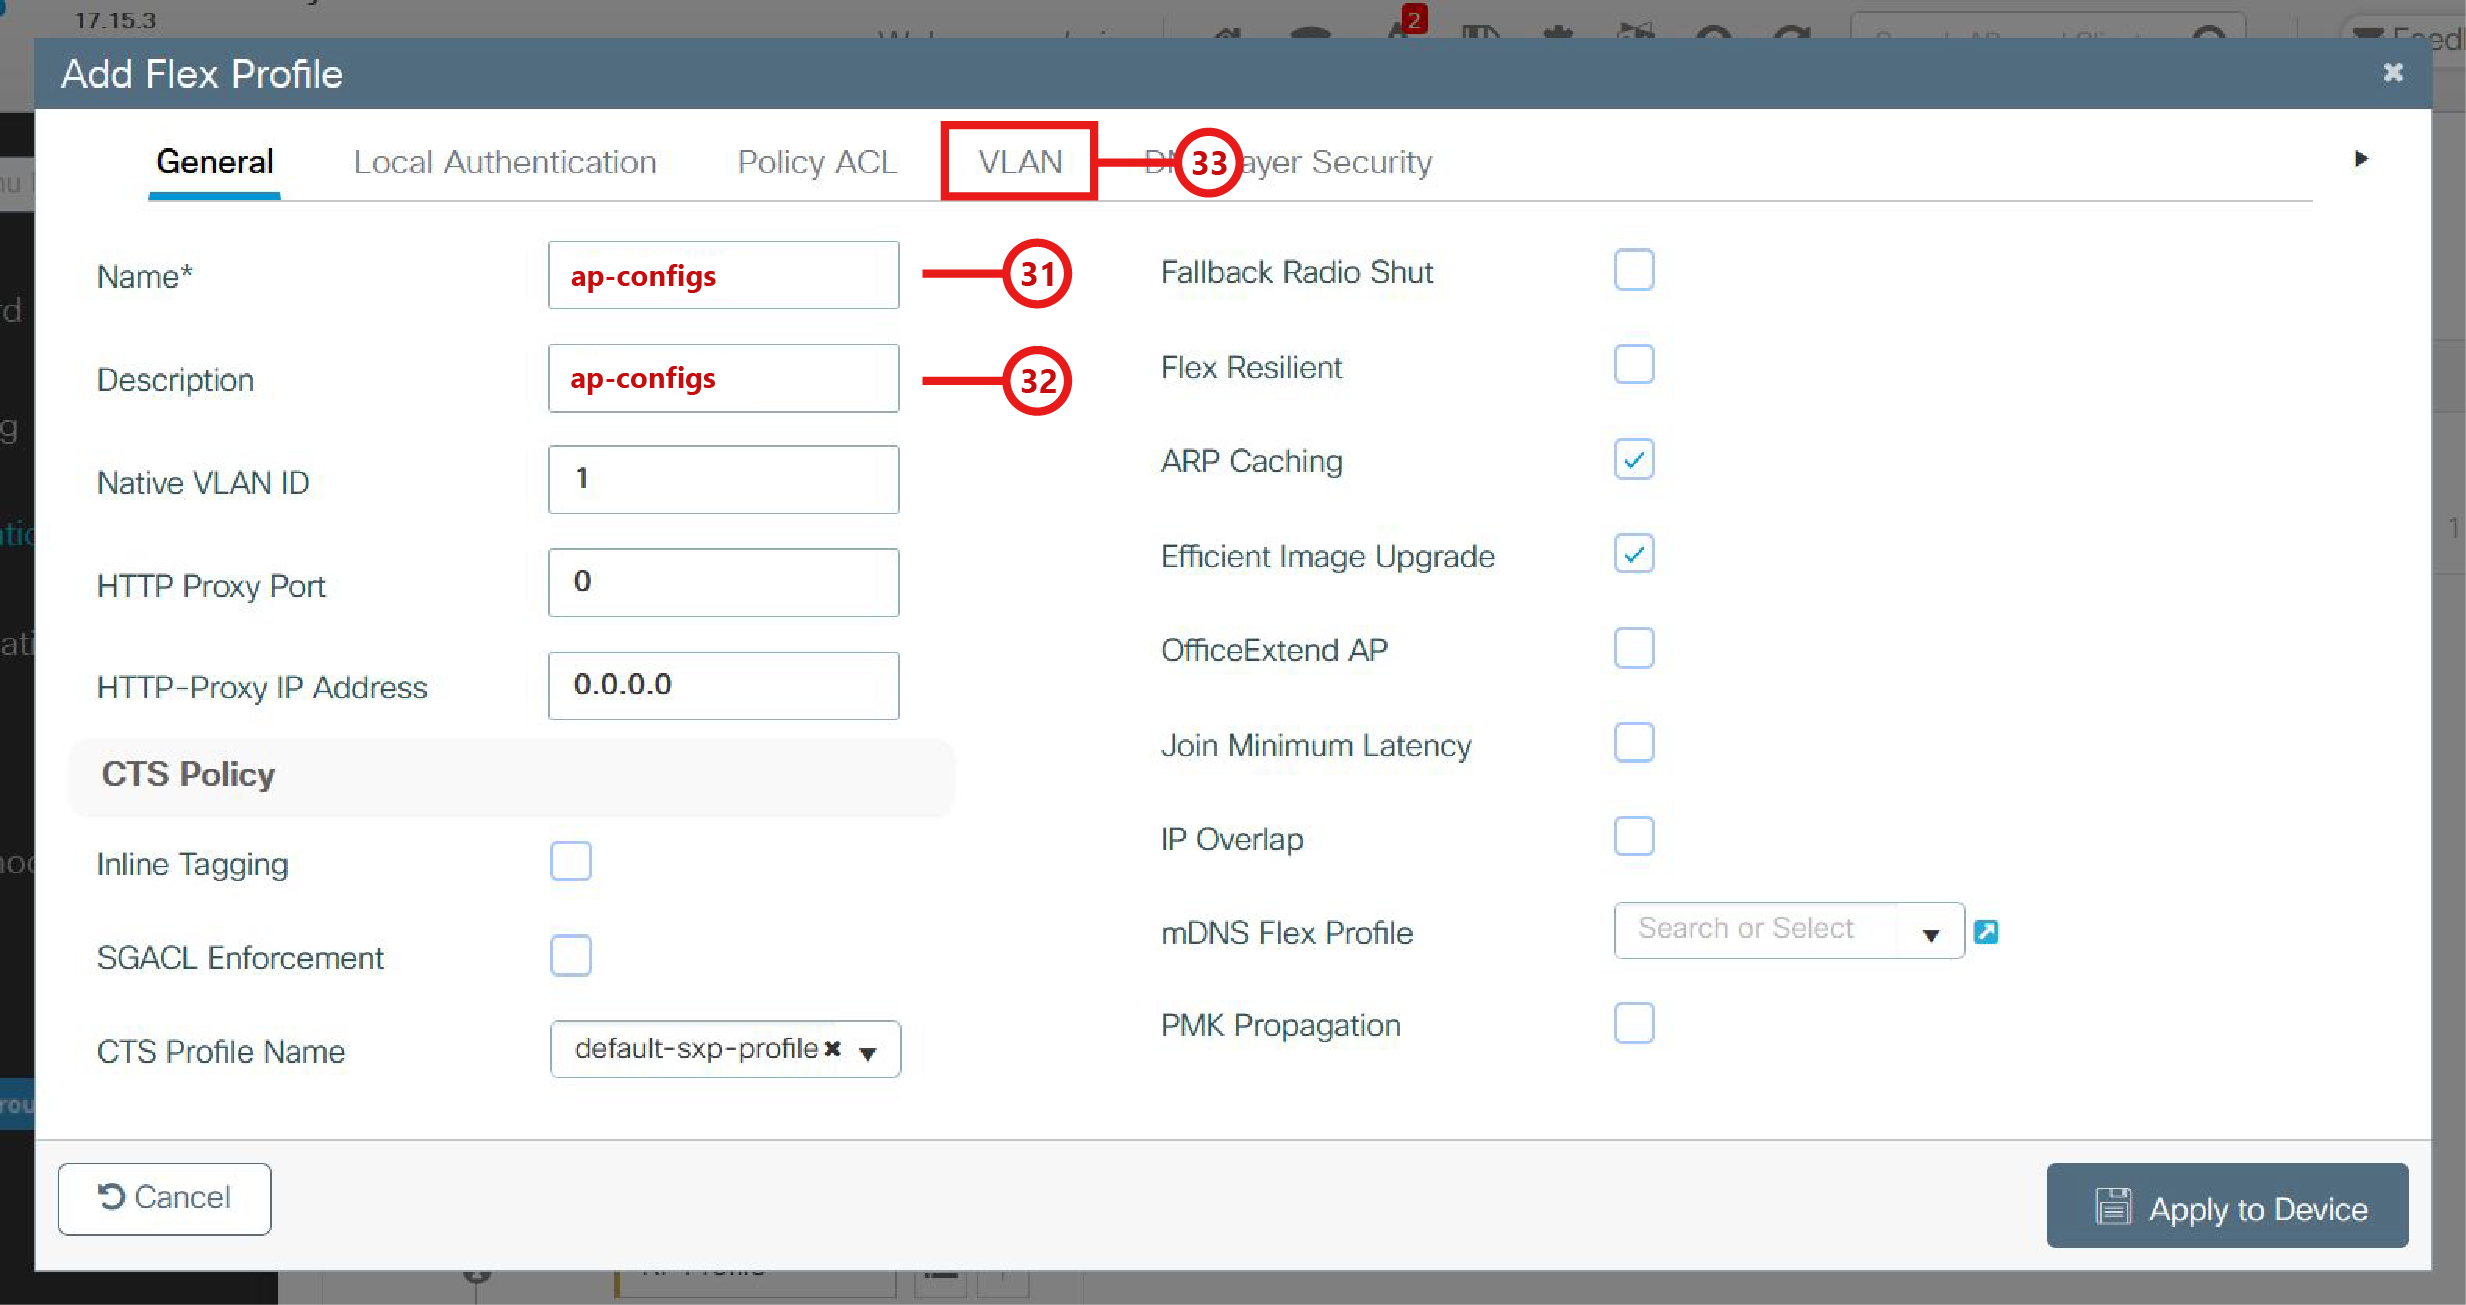 17.15.3
2
Add Flex Profile
General
Local Authentication
Policy ACL
VLAN
33
ayer Security
Name*
ap-configs
31
Description
ap-configs
32
Native VLAN ID
1
HTTP Proxy Port
0
HTTP-Proxy IP Address
0.0.0.0
CTS Policy
Inline Tagging
SGACL Enforcement
CTS Profile Name
default-sxp-profile
Fallback Radio Shut
Flex Resilient
ARP Caching
Efficient Image Upgrade
OfficeExtend AP
Join Minimum Latency
IP Overlap
mDNS Flex Profile
Search or Select
PMK Propagation
1
Cancel
Apply to Device